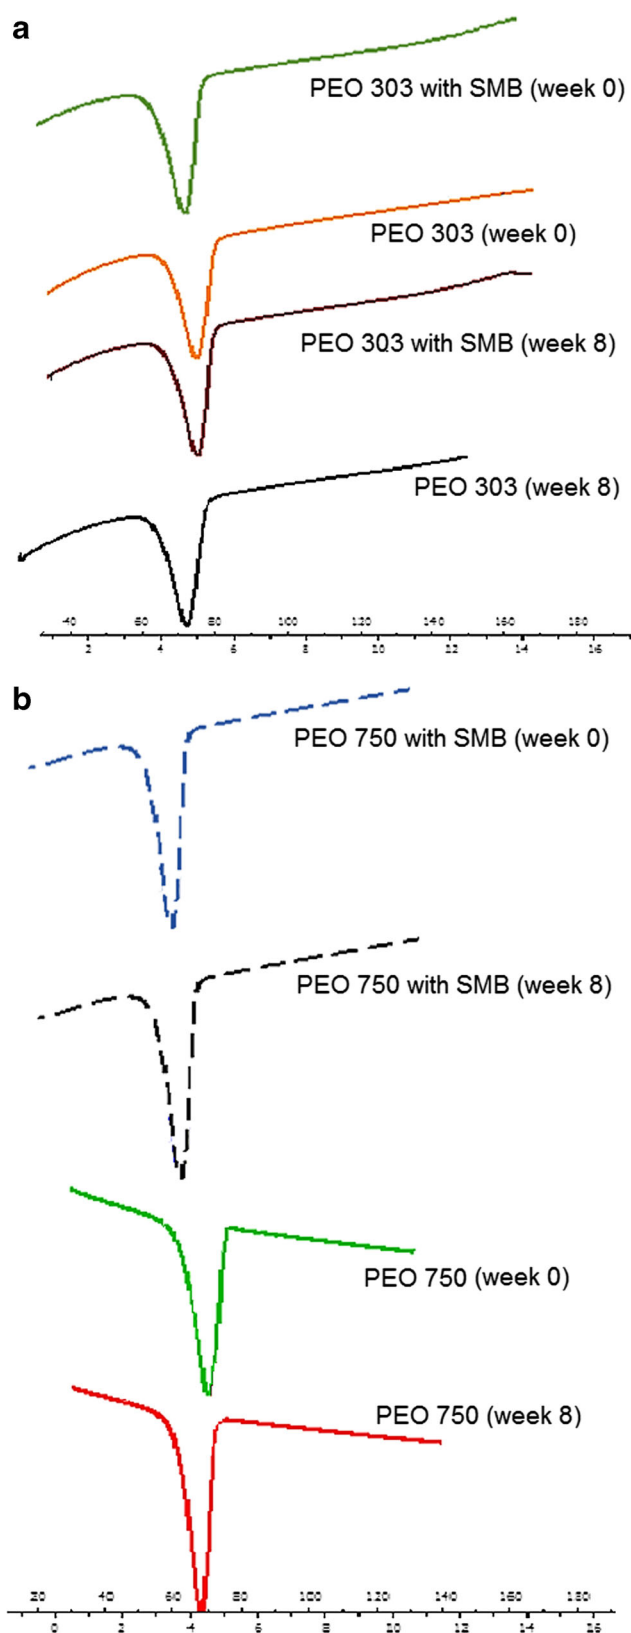 a
PEO 303 with SMB (week 0)
PEO 303 (week 0)
PEO 303 with SMB (week 8)
PEO 303 (week 8)
40 60 80 100 120 140 160 180
2 4 6 8 10 12 14 16
b
PEO 750 with SMB (week 0)
PEO 750 with SMB (week 8)
PEO 750 (week 0)
PEO 750 (week 8)
20 40 60 80 100 120 140 160 180
0 2 4 6 8 10 12 14 16